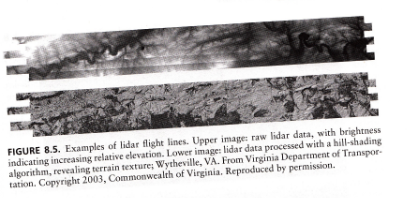 FIGURE 8.5. Examples of lidar flight lines. Upper image: raw lidar data, with brightness
indicating increasing relative elevation. Lower image: lidar data processed with a hill-shading
algorithm, revealing terrain texture; Wytheville, VA. From Virginia Department of Transpor-
tation. Copyright 2003, Commonwealth of Virginia. Reproduced by permission.